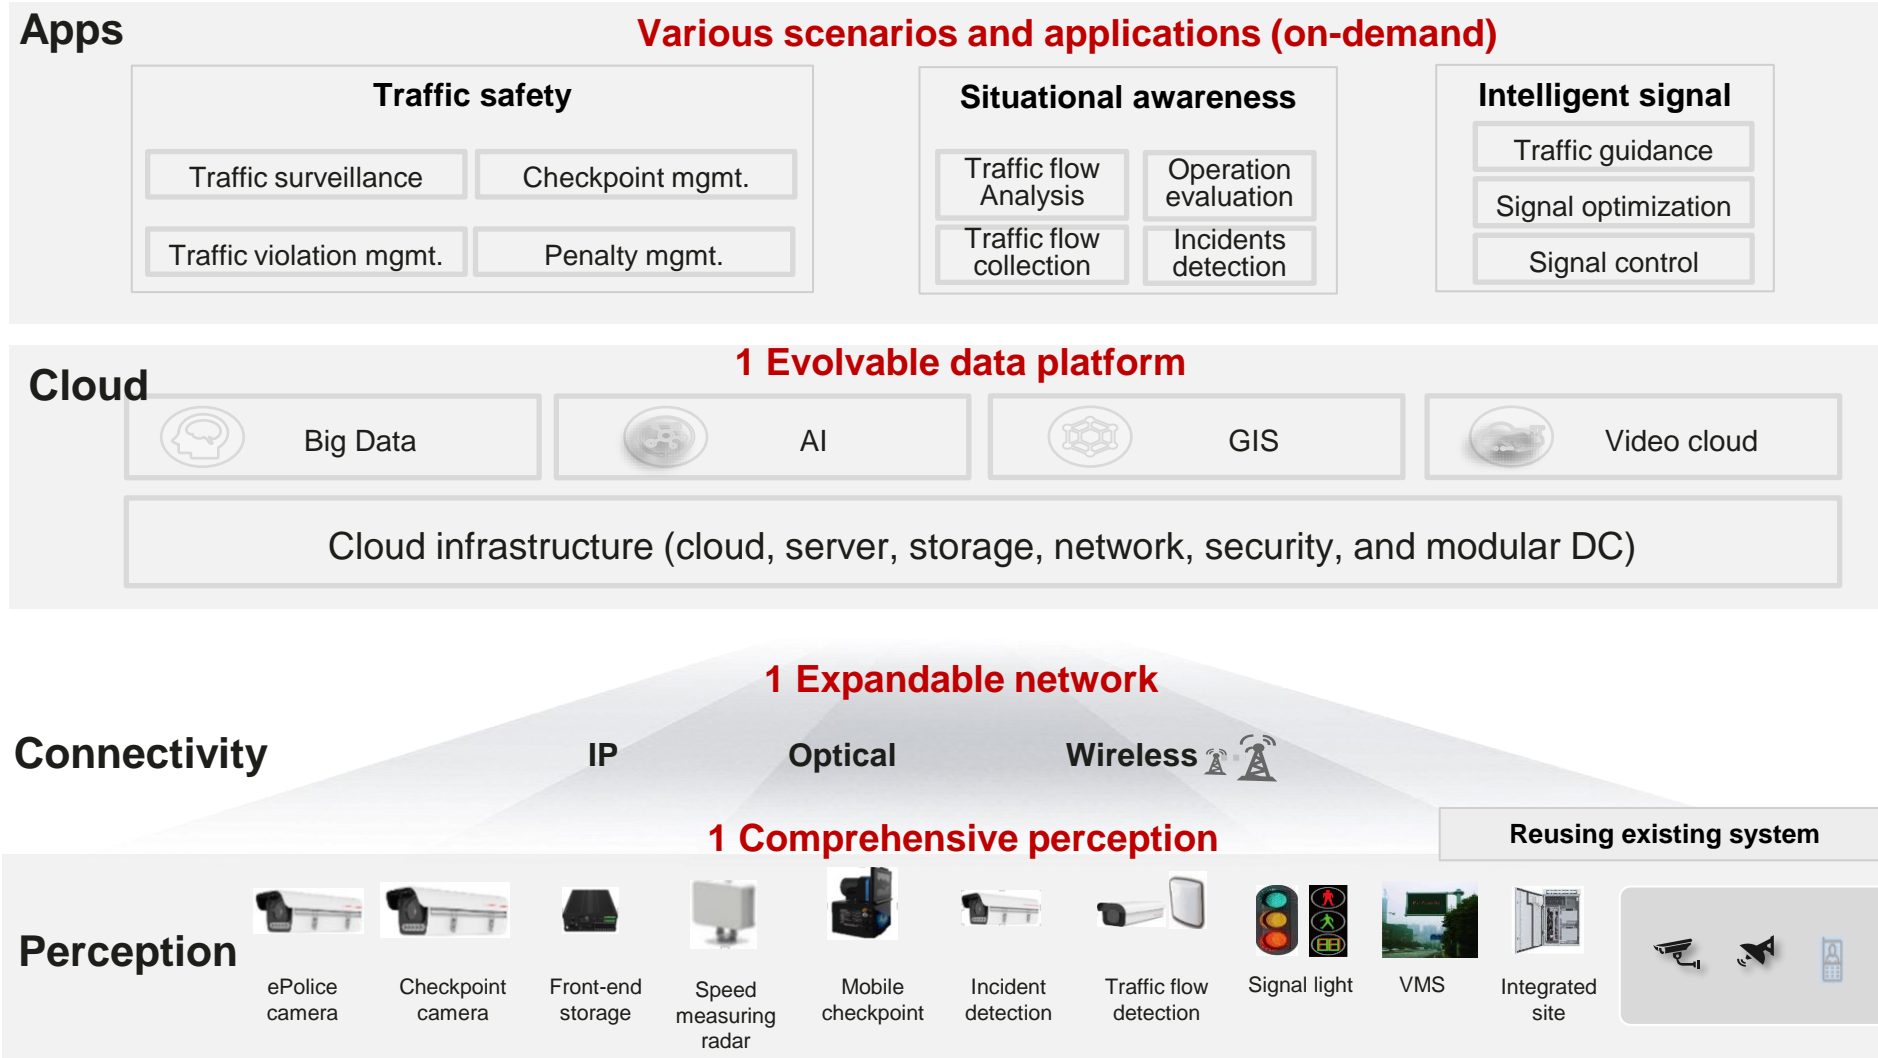 Apps
Various scenarios and applications (on-demand)
Traffic safety
Traffic surveillance
Checkpoint mgmt.
Traffic violation mgmt.
Penalty mgmt.
Situational awareness
Traffic flow
Analysis
Operation
evaluation
Traffic flow
collection
Incidents
detection
Intelligent signal
Traffic guidance
Signal optimization
Signal control
1 Evolvable data platform
Cloud
Big Data
AI
GIS
Video cloud
Cloud infrastructure (cloud, server, storage, network, security, and modular DC)
1 Expandable network
Connectivity
IP
Optical
Wireless
1 Comprehensive perception
Reusing existing system
Perception
ePolice
camera
Checkpoint
camera
Front-end
storage
Speed
measuring
radar
Mobile
checkpoint
Incident
detection
Traffic flow
detection
Signal light
VMS
Integrated
site